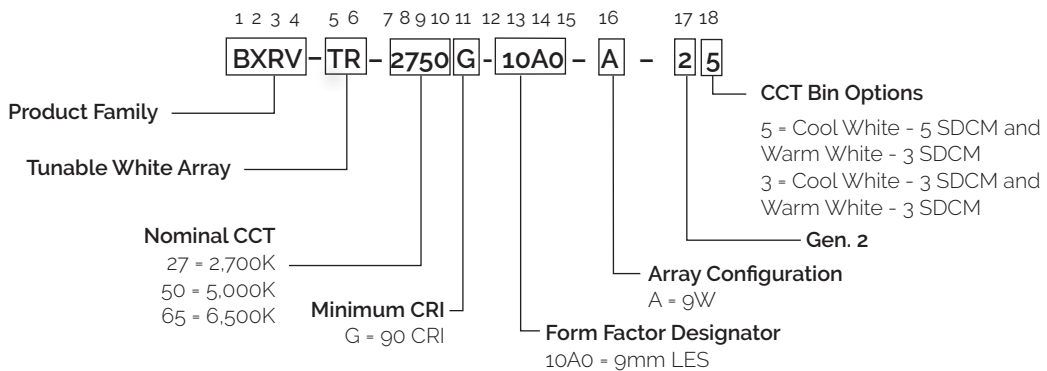 1 2 3 4 5 6 7 8 9 10 11 12 13 14 15 16 17 18
BXRV – TR – 2750 G - 10A0 – A – 2 5
Product Family
Tunable White Array
Nominal CCT
27 = 2,700K
50 = 5,000K
65 = 6,500K
Minimum CRI
G = 90 CRI
Form Factor Designator
10A0 = 9mm LES
Array Configuration
A = 9W
Gen. 2
CCT Bin Options
5 = Cool White - 5 SDCM and
Warm White - 3 SDCM
3 = Cool White - 3 SDCM and
Warm White - 3 SDCM